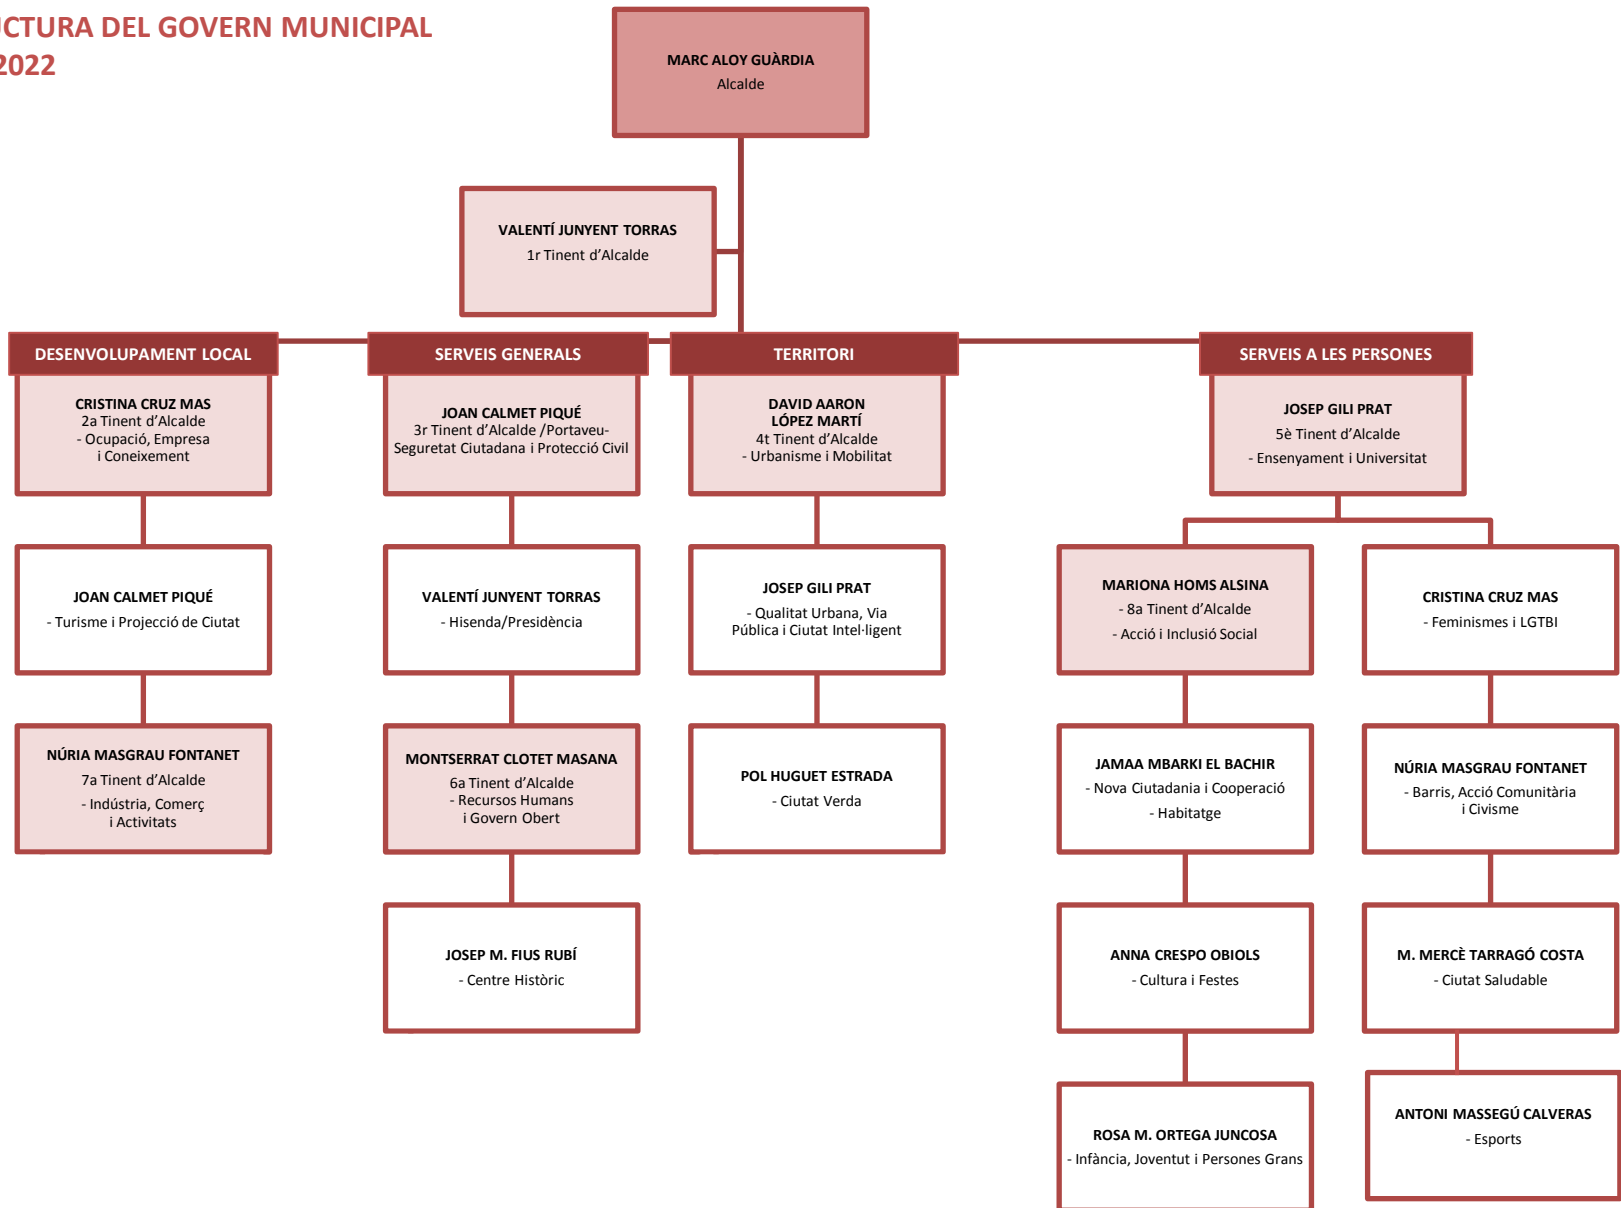 UCTURA DEL GOVERN MUNICIPAL
2022
MARC ALOY GUÀRDIA
Alcalde
VALENTÍ JUNYENT TORRAS
1r Tinent d’Alcalde
DESENVOLUPAMENT LOCAL
CRISTINA CRUZ MAS
2a Tinent d’Alcalde
- Ocupació, Empresa
i Coneixement
JOAN CALMET PIQUÉ
- Turisme i Projecció de Ciutat
NÚRIA MASGRAU FONTANET
7a Tinent d’Alcalde
- Indústria, Comerç
i Activitats
SERVEIS GENERALS
JOAN CALMET PIQUÉ
3r Tinent d’Alcalde /Portaveu-
Seguretat Ciutadana i Protecció Civil
VALENTÍ JUNYENT TORRAS
- Hisenda/Presidència
MONTSERRAT CLOTET MASANA
6a Tinent d’Alcalde
- Recursos Humans
i Govern Obert
JOSEP M. FIUS RUBÍ
- Centre Històric
TERRITORI
DAVID AARON
LÓPEZ MARTÍ
4t Tinent d’Alcalde
- Urbanisme i Mobilitat
JOSEP GILI PRAT
- Qualitat Urbana, Via
Pública i Ciutat Intel·ligent
POL HUGUET ESTRADA
- Ciutat Verda
SERVEIS A LES PERSONES
JOSEP GILI PRAT
5è Tinent d’Alcalde
- Ensenyament i Universitat
MARIONA HOMS ALSINA
- 8a Tinent d’Alcalde
- Acció i Inclusió Social
JAMAA MBARKI EL BACHIR
- Nova Ciutadania i Cooperació
- Habitatge
ANNA CRESPO OBIOLS
- Cultura i Festes
ROSA M. ORTEGA JUNCOSA
- Infància, Joventut i Persones Grans
CRISTINA CRUZ MAS
- Feminismes i LGTBI
NÚRIA MASGRAU FONTANET
- Barris, Acció Comunitària
i Civisme
M. MERCÈ TARRAGÓ COSTA
- Ciutat Saludable
ANTONI MASSEGÚ CALVERAS
- Esports